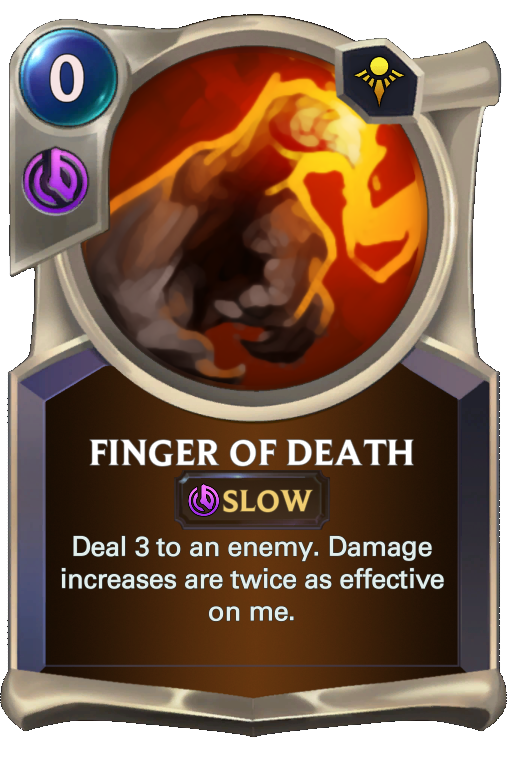 0
FINGER OF DEATH
SLOW
Deal 3 to an enemy. Damage
increases are twice as effective
on me.